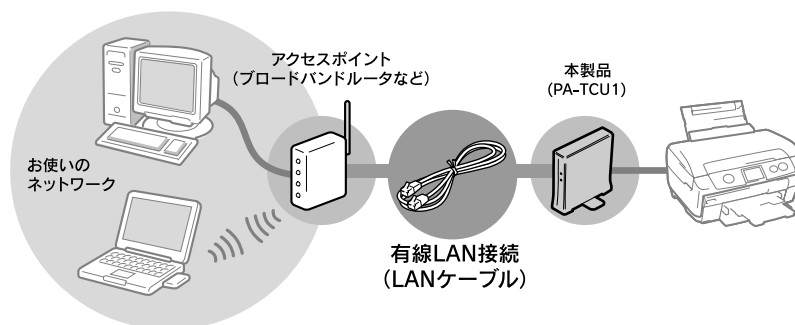 アクセスポイント
(ブロードバンドルータなど)
本製品
(PA-TCU1)
お使いの
ネットワーク
有線LAN接続
(LANケーブル)